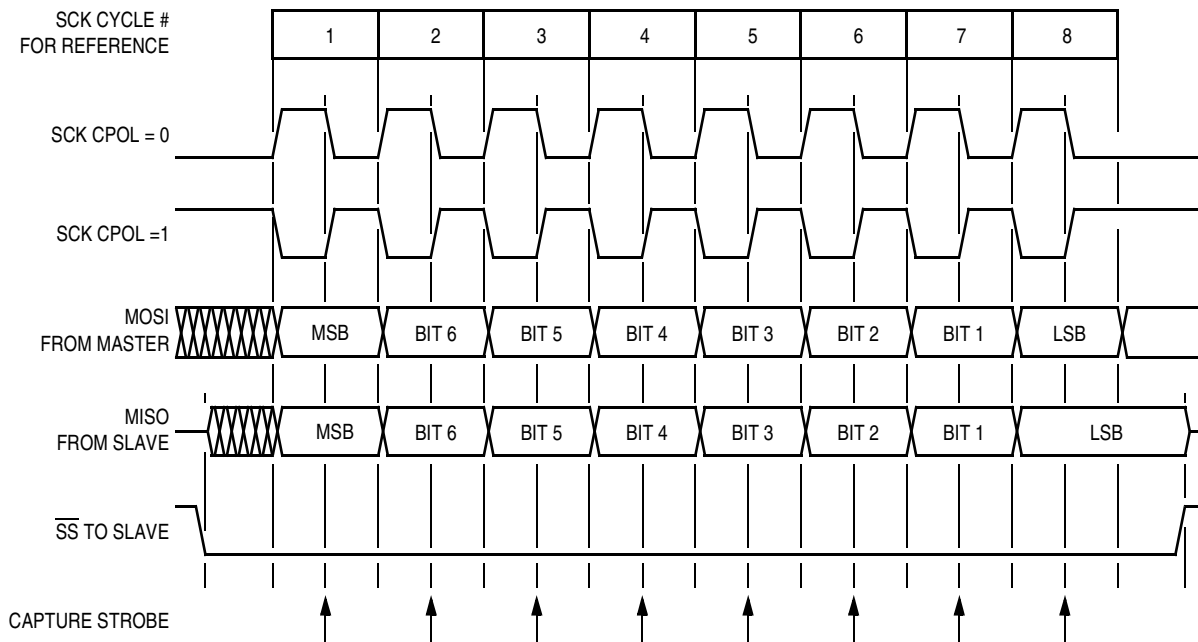 SCK CYCLE #
FOR REFERENCE
1 2 3 4 5 6 7 8
SCK CPOL = 0
SCK CPOL =1
MOSI
FROM MASTER
MSB BIT 6 BIT 5 BIT 4 BIT 3 BIT 2 BIT 1 LSB
MISO
FROM SLAVE
MSB BIT 6 BIT 5 BIT 4 BIT 3 BIT 2 BIT 1 LSB
SS TO SLAVE
CAPTURE STROBE